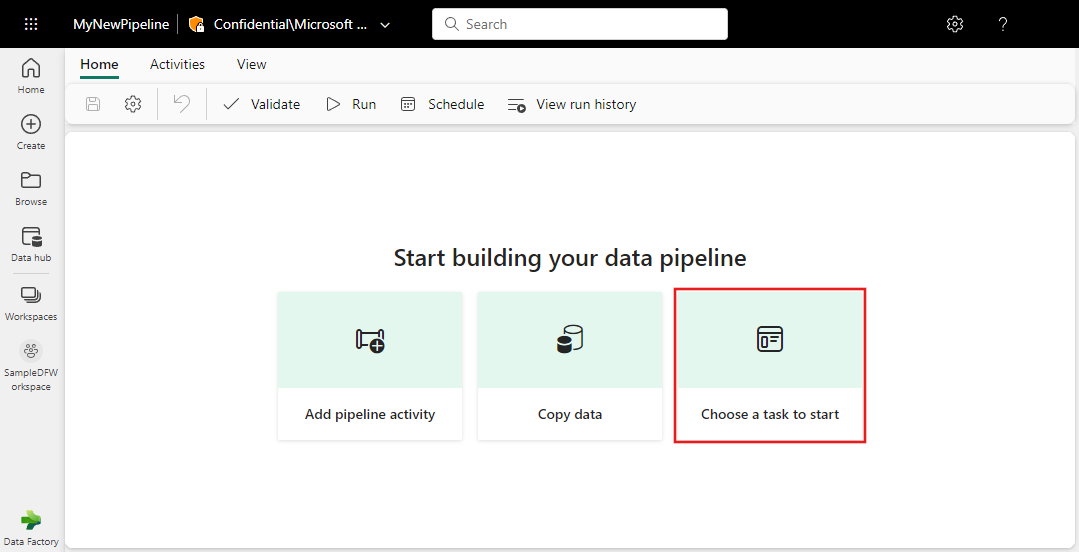 MyNewPipeline
Confidential\Microsoft ...
Search
?
Home
Activities
View
Validate
Run
Schedule
View run history
Home
Create
Browse
Data hub
Workspaces
SampleDFW
orkspace
Data Factory
Start building your data pipeline
Add pipeline activity
Copy data
Choose a task to start